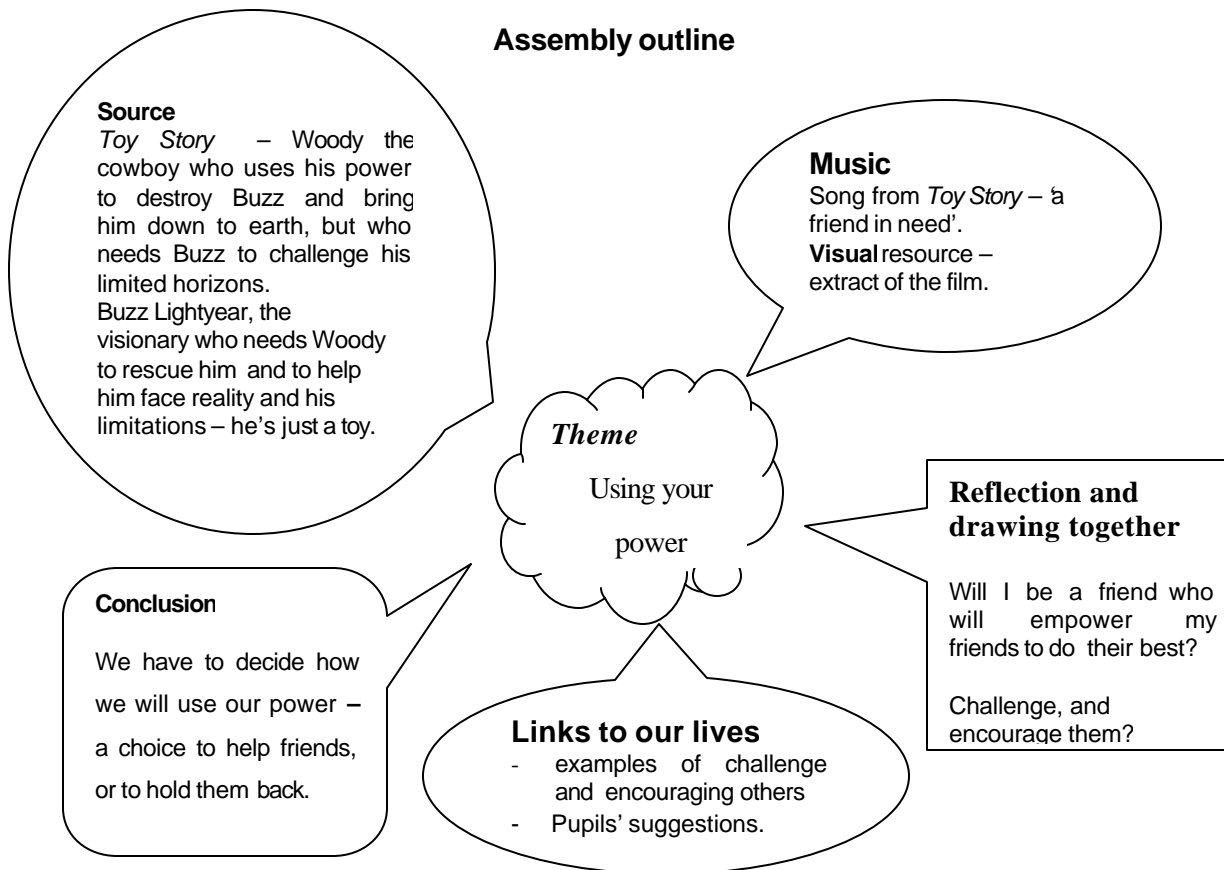 Assembly outline
Source
Toy Story – Woody the
cowboy who uses his power
to destroy Buzz and bring
him down to earth, but who
needs Buzz to challenge his
limited horizons.
Buzz Lightyear, the
visionary who needs Woody
to rescue him and to help
him face reality and his
limitations – he's just a toy.
Music
Song from Toy Story – 'a
friend in need'.
Visual resource –
extract of the film.
Theme
Using your
power
Reflection and
drawing together
Will I be a friend who
will empower my
friends to do their best?
Challenge, and
encourage them?
Conclusion
We have to decide how
we will use our power –
a choice to help friends,
or to hold them back.
Links to our lives
- examples of challenge
and encouraging others
- Pupils' suggestions.